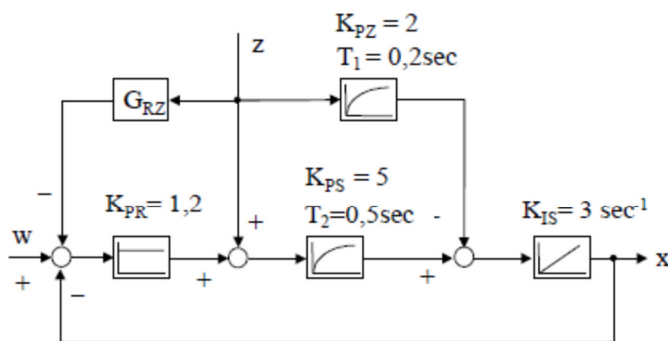 K_PZ = 2
z
T_1 = 0,2sec
G_RZ
−
K_PS = 5
K_PR = 1,2
T_2=0,5sec
-
K_IS = 3 sec^-1
+
w
x
+
+
+
−